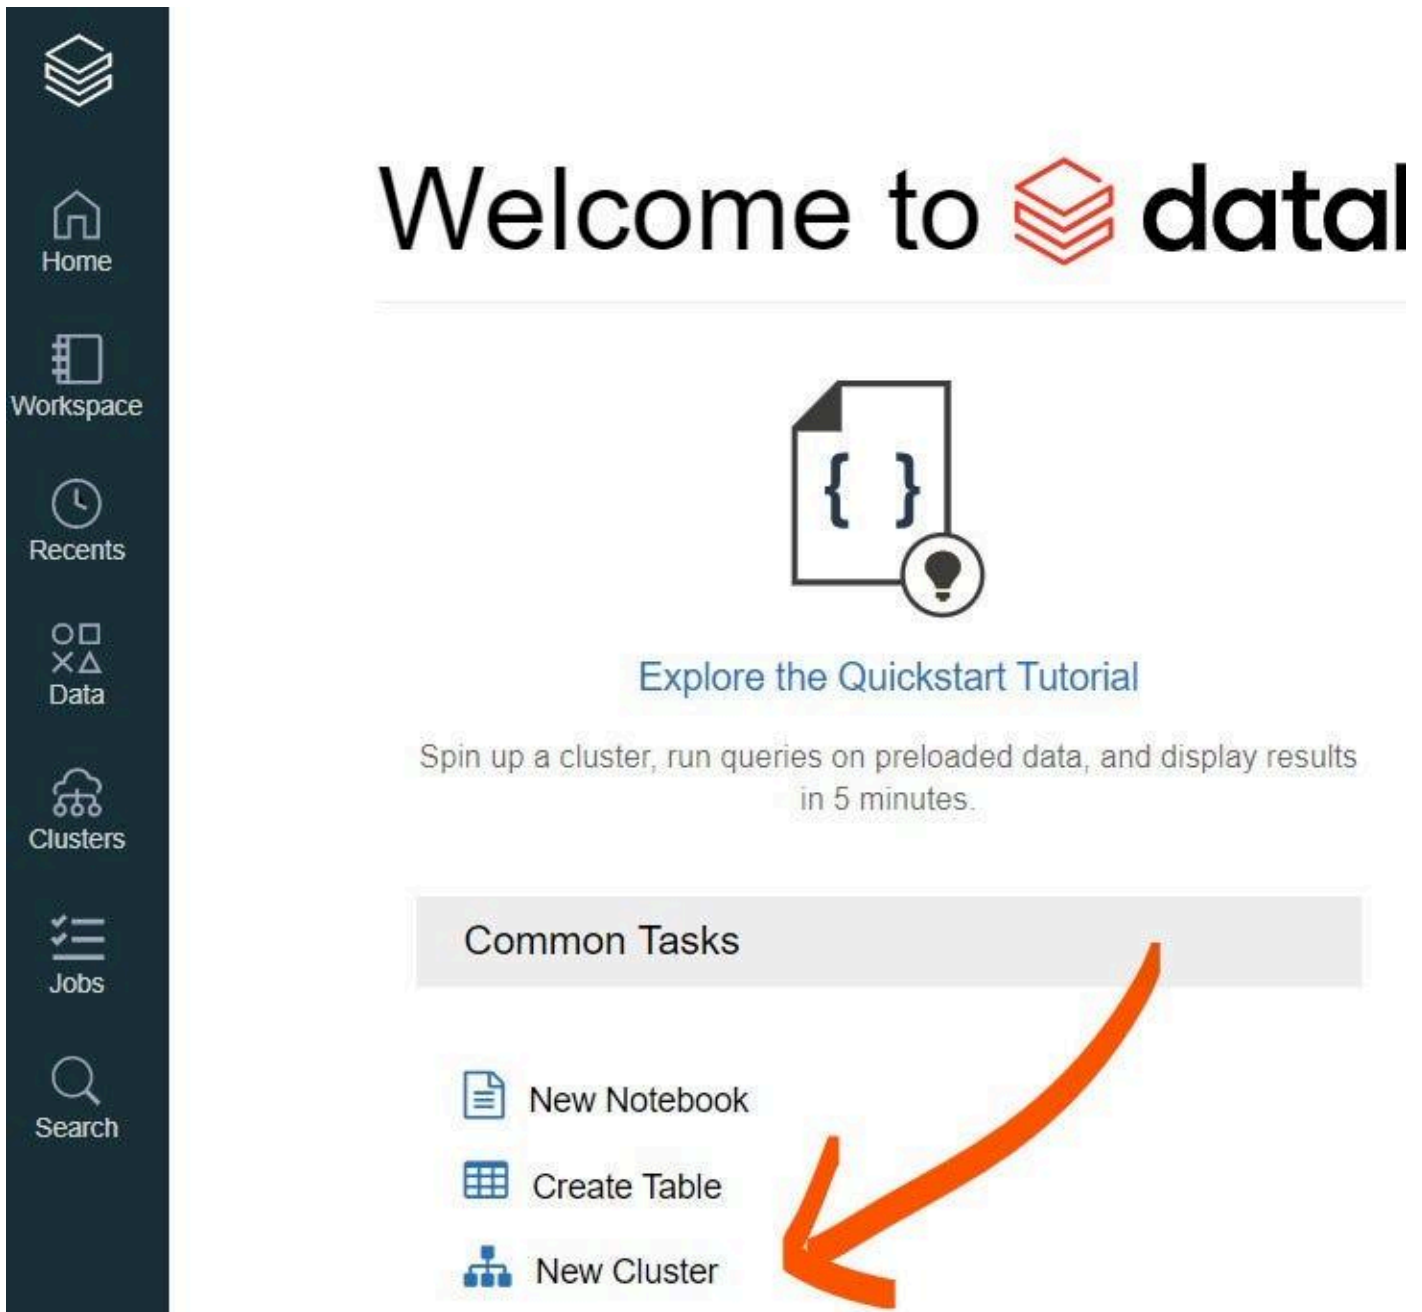 Home
Workspace
Recents
Data
Clusters
Jobs
Search
Welcome to
{ }
Explore the Quickstart Tutorial
Spin up a cluster, run queries on preloaded data, and display results
in 5 minutes.
Common Tasks
New Notebook
Create Table
New Cluster